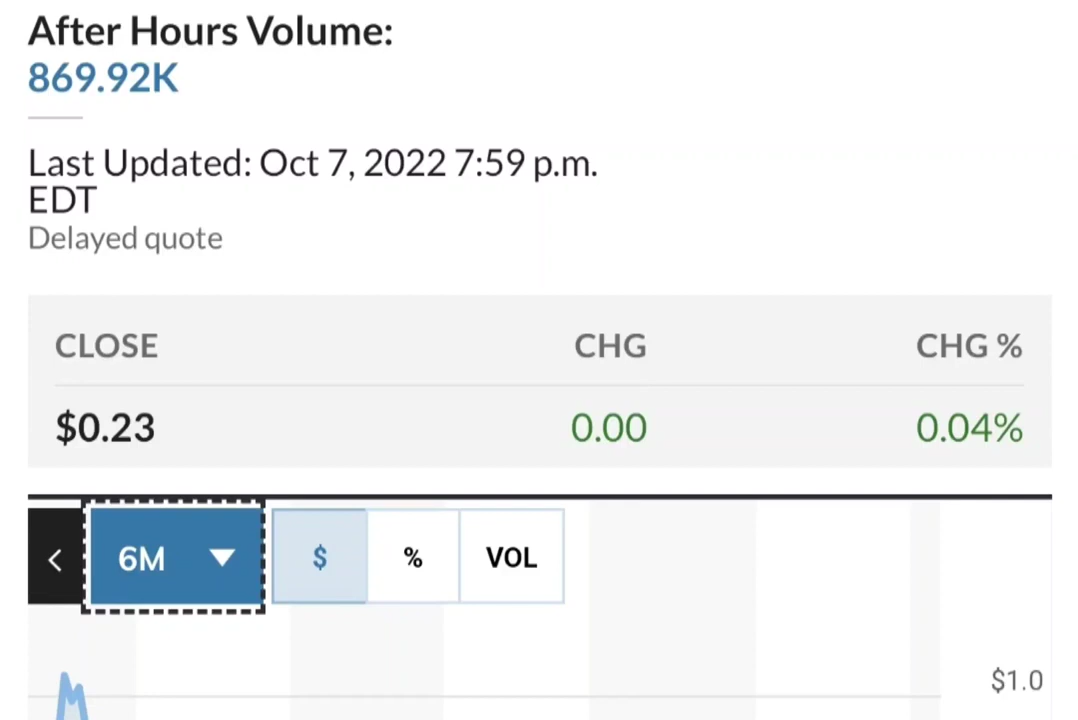 After Hours Volume:
869.92K
Last Updated: Oct 7, 2022 7:59 p.m.
EDT
Delayed quote
CLOSE CHG CHG %
$0.23 0.00 0.04%
6M $ % VOL
$1.0